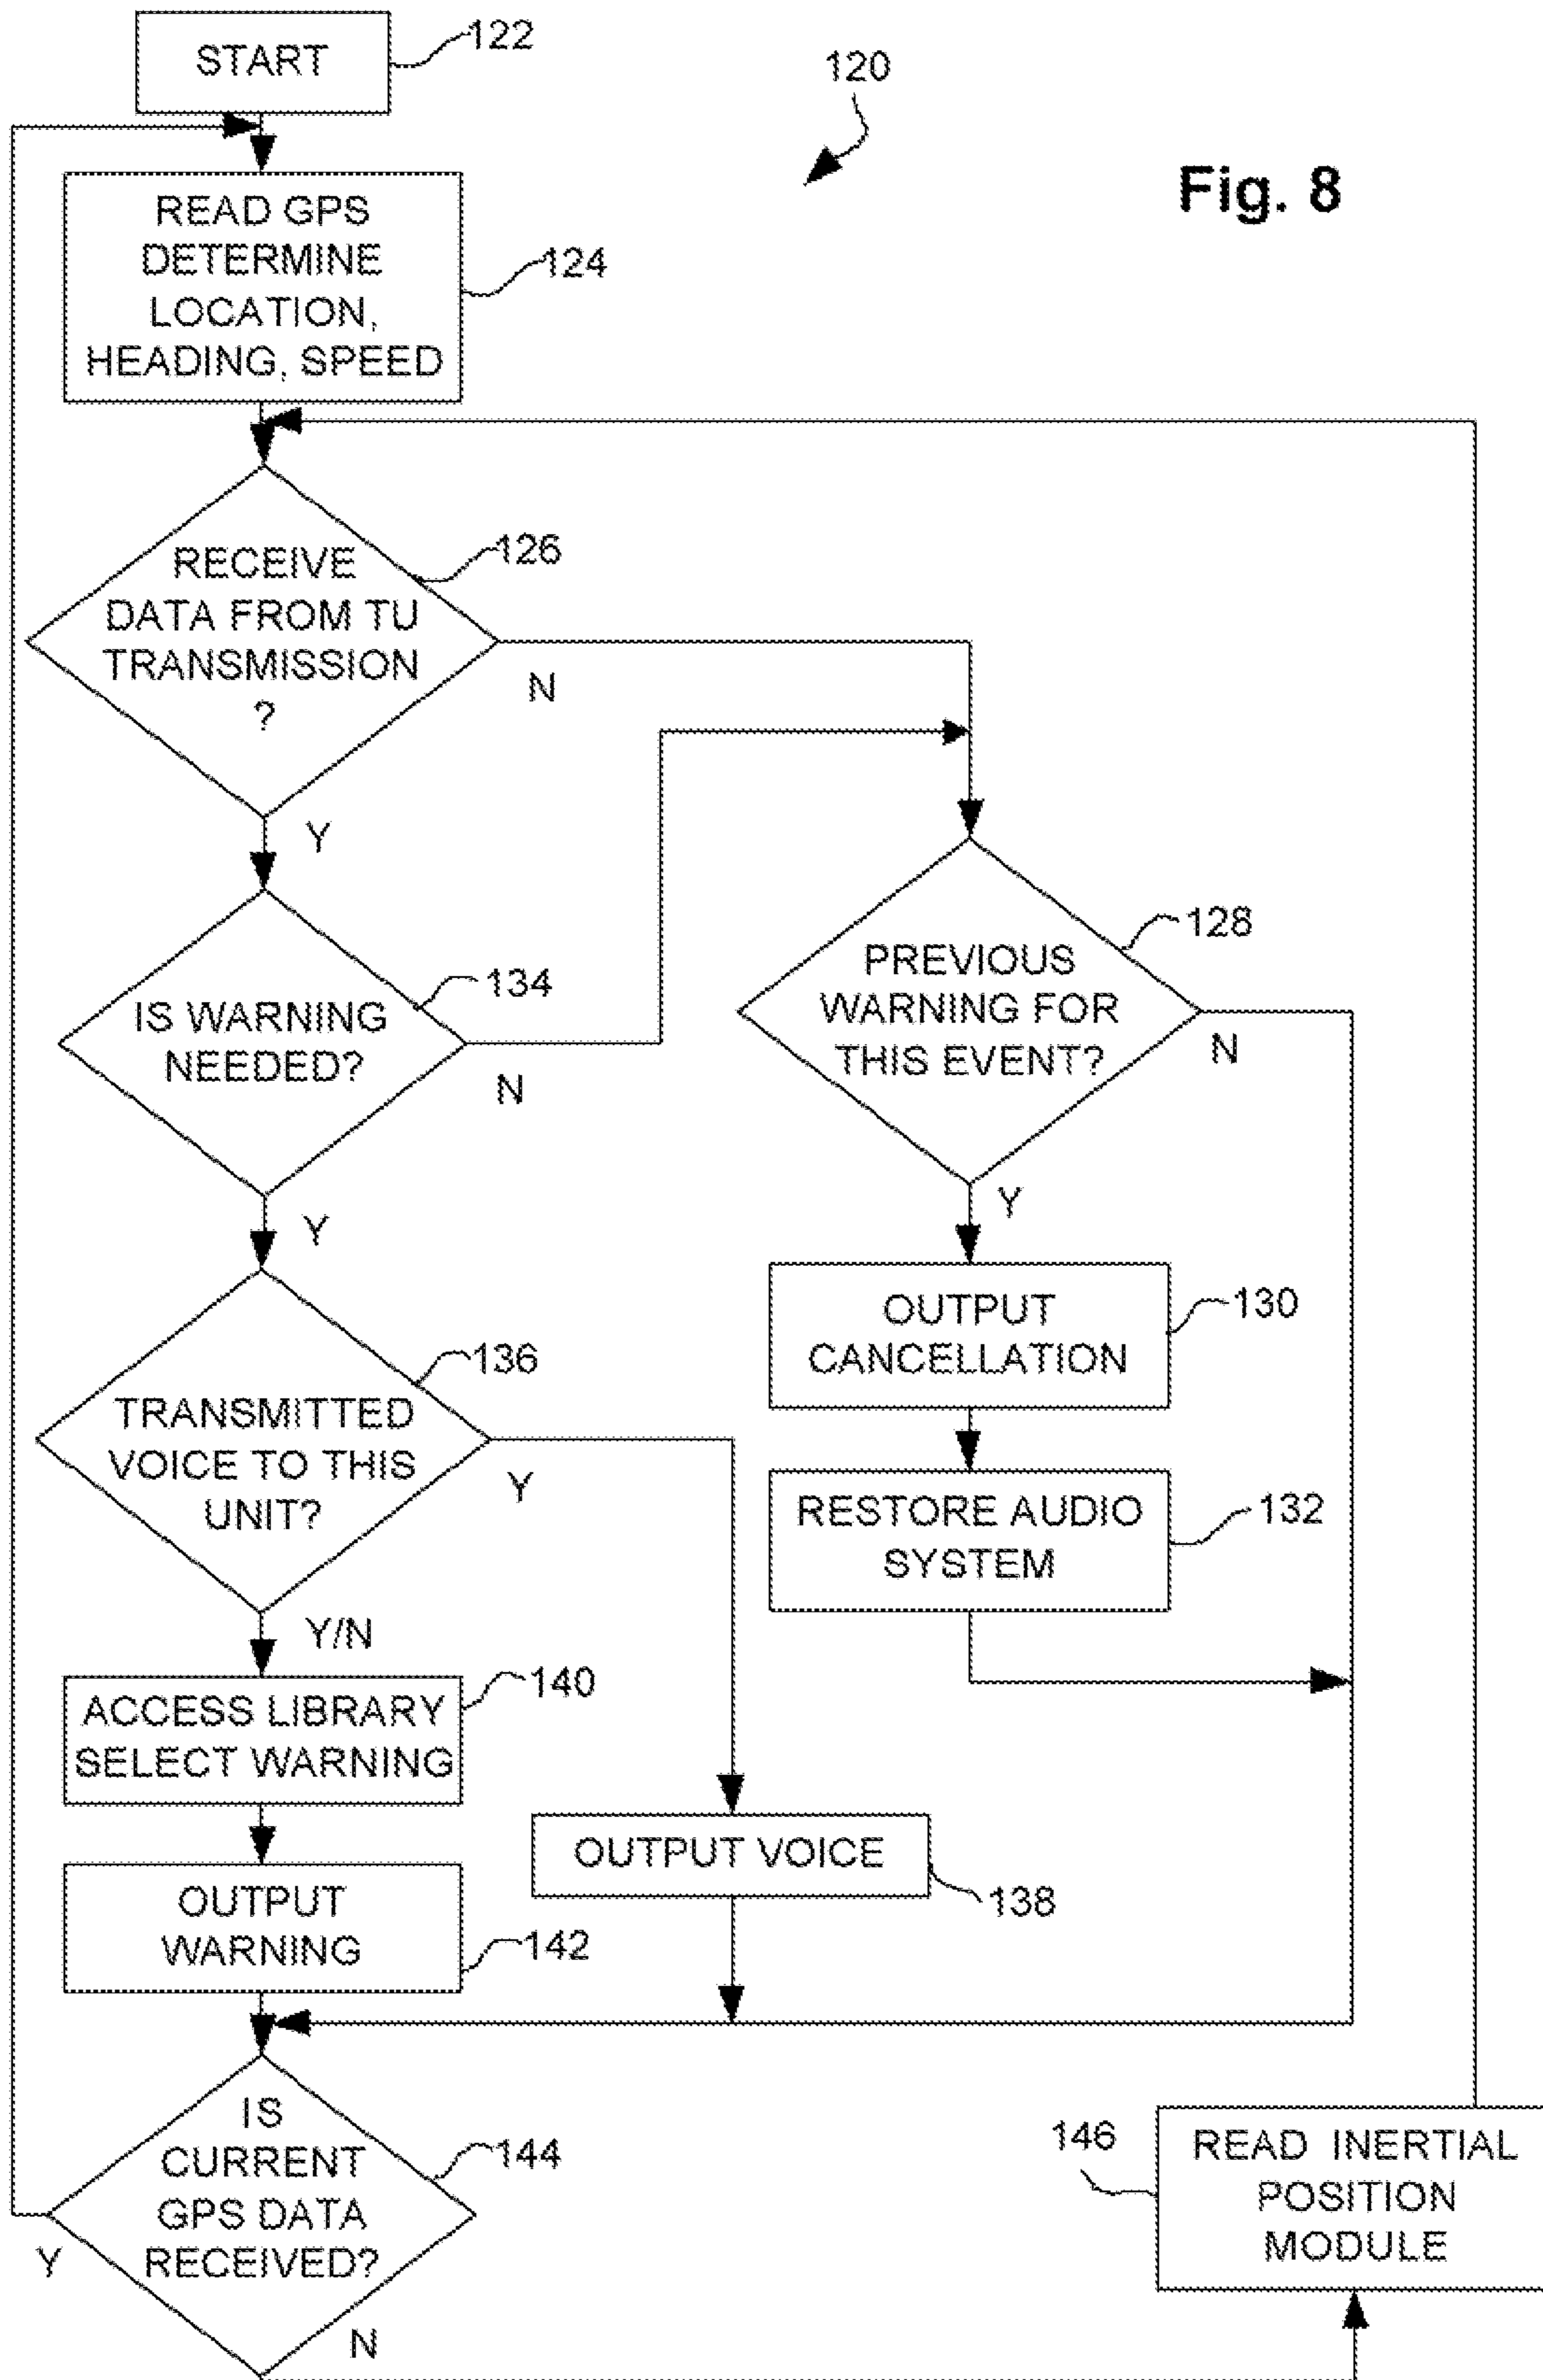 START
122
120
Fig. 8
READ GPS
DETERMINE
LOCATION,
HEADING, SPEED
124
RECEIVE
DATA FROM TU
TRANSMISSION
?
126
N
Y
IS WARNING
NEEDED?
134
N
Y
PREVIOUS
WARNING FOR
THIS EVENT?
128
N
Y
OUTPUT
CANCELLATION
130
RESTORE AUDIO
SYSTEM
132
TRANSMITTED
VOICE TO THIS
UNIT?
136
Y
Y/N
ACCESS LIBRARY
SELECT WARNING
140
OUTPUT VOICE
138
OUTPUT
WARNING
142
IS
CURRENT
GPS DATA
RECEIVED?
144
Y
N
146
READ INERTIAL
POSITION
MODULE